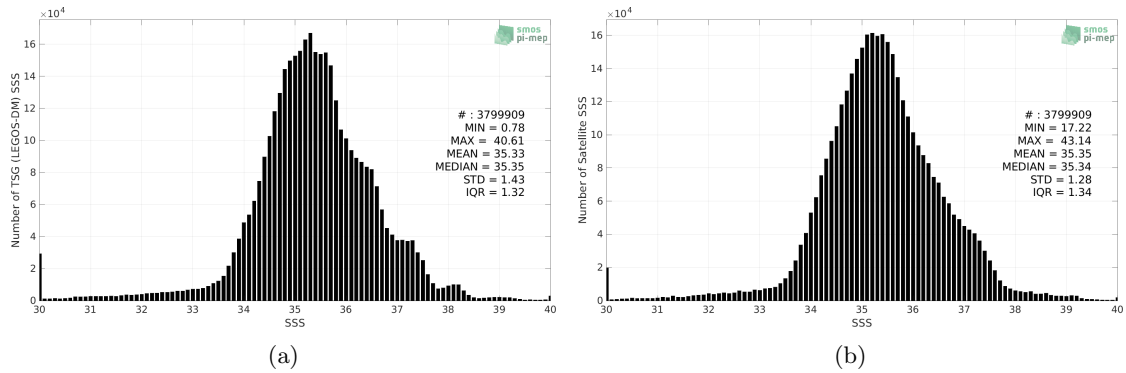 ×10⁴
smos
pi-mep
Number of TSG (LEGOS-DM) SSS
16
14
12
10
8
6
4
2
0
# : 3799909
MIN = 0.78
MAX = 40.61
MEAN = 35.33
MEDIAN = 35.35
STD = 1.43
IQR = 1.32
30 31 32 33 34 35 36 37 38 39 40
SSS
(a)
×10⁴
smos
pi-mep
Number of Satellite SSS
16
14
12
10
8
6
4
2
0
# : 3799909
MIN = 17.22
MAX = 43.14
MEAN = 35.35
MEDIAN = 35.34
STD = 1.28
IQR = 1.34
30 31 32 33 34 35 36 37 38 39 40
SSS
(b)